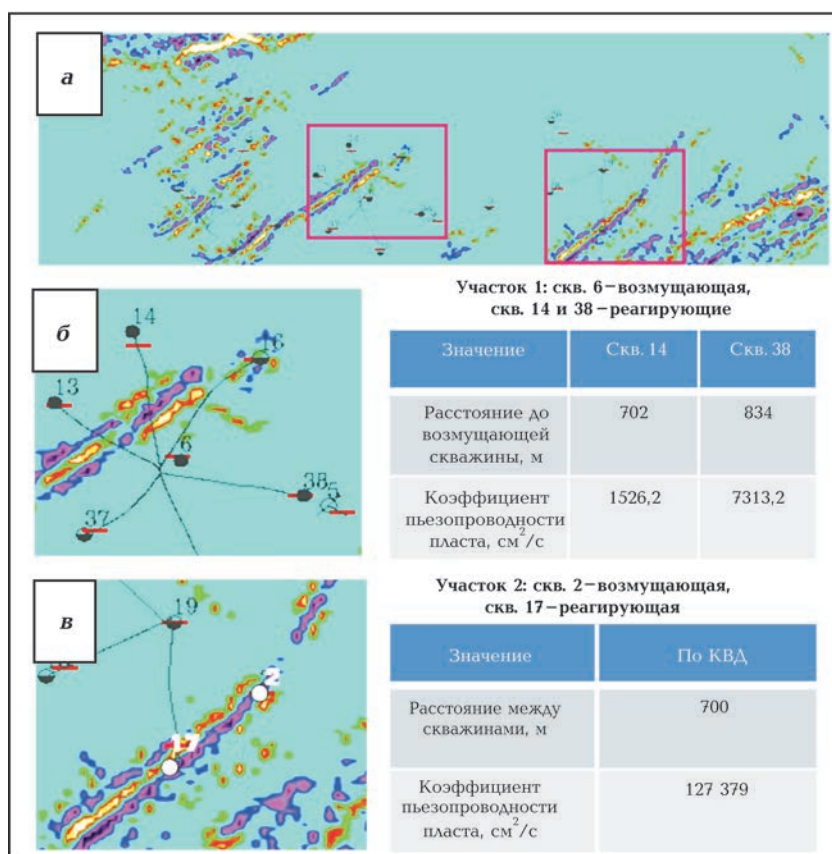 а
б
14
16
13
6
38
5
37
Участок 1: скв. 6–возмущающая,
скв. 14 и 38–реагирующие
Значение
Скв. 14
Скв. 38
Расстояние до
возмущающей
скважины, м
702
834
Коэффициент
пьезопроводности
пласта, см²/с
1526,2
7313,2
в
19
2
17
Участок 2: скв. 2–возмущающая,
скв. 17–реагирующая
Значение
По КВД
Расстояние между
скважинами, м
700
Коэффициент
пьезопроводности
пласта, см²/с
127 379